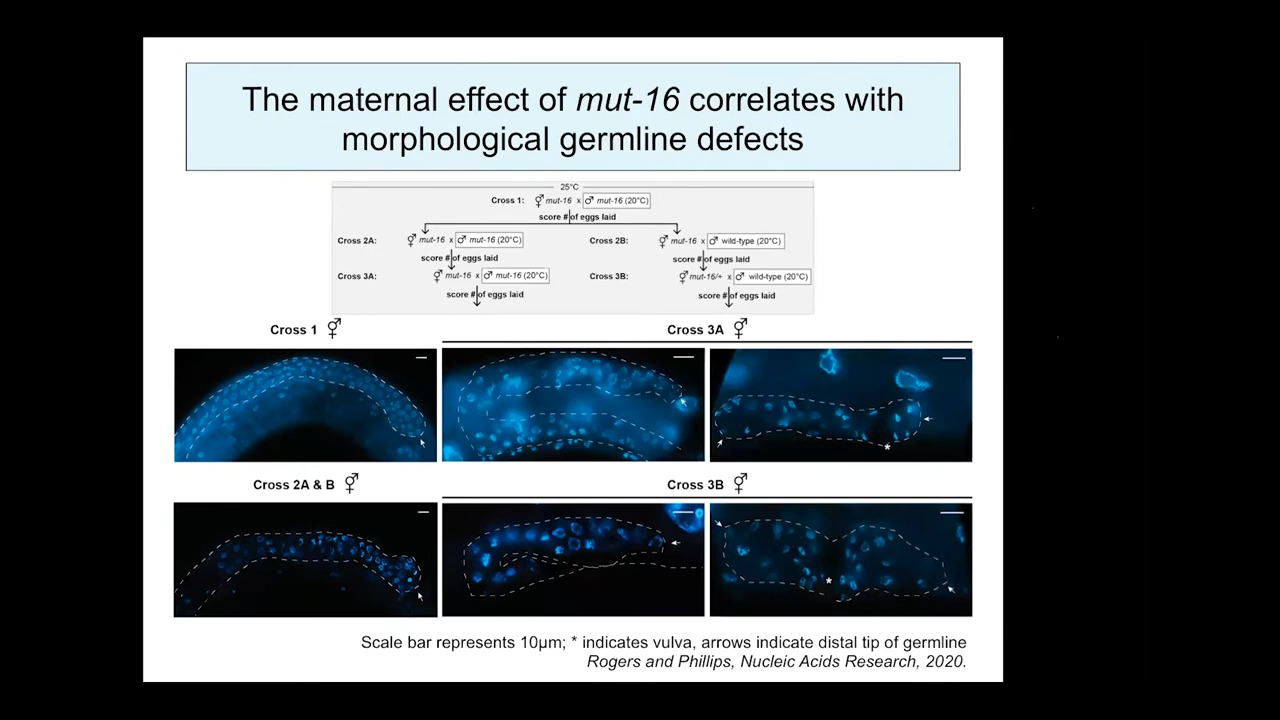 The maternal effect of mut-16 correlates with
morphological germline defects
25°C
Cross 1: ⚥ mut-16 x ♂ mut-16 (20°C)
score # of eggs laid
Cross 2A: ⚥ mut-16 x ♂ mut-16 (20°C)
Cross 2B: ⚥ mut-16 x ♂ wild-type (20°C)
score # of eggs laid
score # of eggs laid
Cross 3A: ⚥ mut-16 x ♂ mut-16 (20°C)
Cross 3B: ⚥ mut-16/+ x ♂ wild-type (20°C)
score # of eggs laid
score # of eggs laid
Cross 1 ⚥
Cross 3A ⚥
*
Cross 2A & B ⚥
Cross 3B ⚥
*
Scale bar represents 10µm; * indicates vulva, arrows indicate distal tip of germline
Rogers and Phillips, Nucleic Acids Research, 2020.